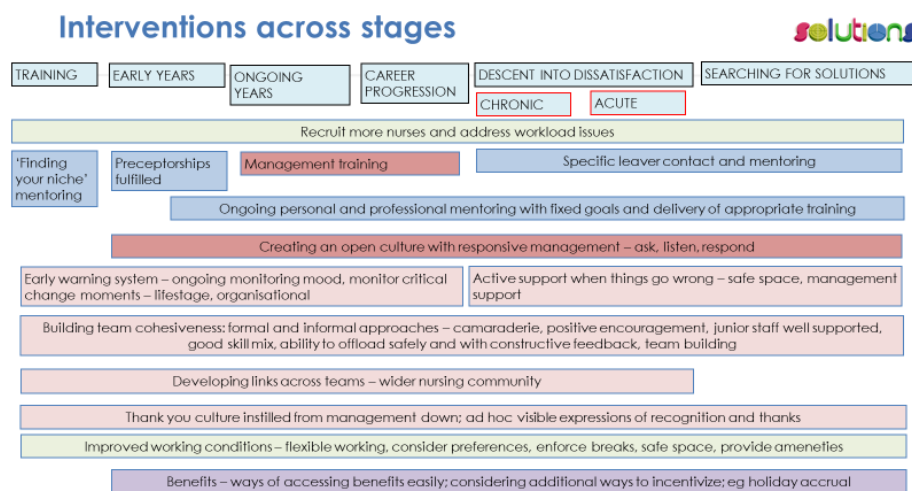 Interventions across stages
solutions
TRAINING
EARLY YEARS
ONGOING
YEARS
CAREER
PROGRESSION
DESCENT INTO DISSATISFACTION
SEARCHING FOR SOLUTIONS
CHRONIC
ACUTE
Recruit more nurses and address workload issues
‘Finding
your niche’
mentoring
Preceptorships
fulfilled
Management training
Specific leaver contact and mentoring
Ongoing personal and professional mentoring with fixed goals and delivery of appropriate training
Creating an open culture with responsive management – ask, listen, respond
Early warning system – ongoing monitoring mood, monitor critical
change moments – lifestage, organisational
Active support when things go wrong – safe space, management
support
Building team cohesiveness: formal and informal approaches – camaraderie, positive encouragement, junior staff well supported,
good skill mix, ability to offload safely and with constructive feedback, team building
Developing links across teams – wider nursing community
Thank you culture instilled from management down; ad hoc visible expressions of recognition and thanks
Improved working conditions – flexible working, consider preferences, enforce breaks, safe space, provide ameneties
Benefits – ways of accessing benefits easily; considering additional ways to incentivize; eg holiday accrual